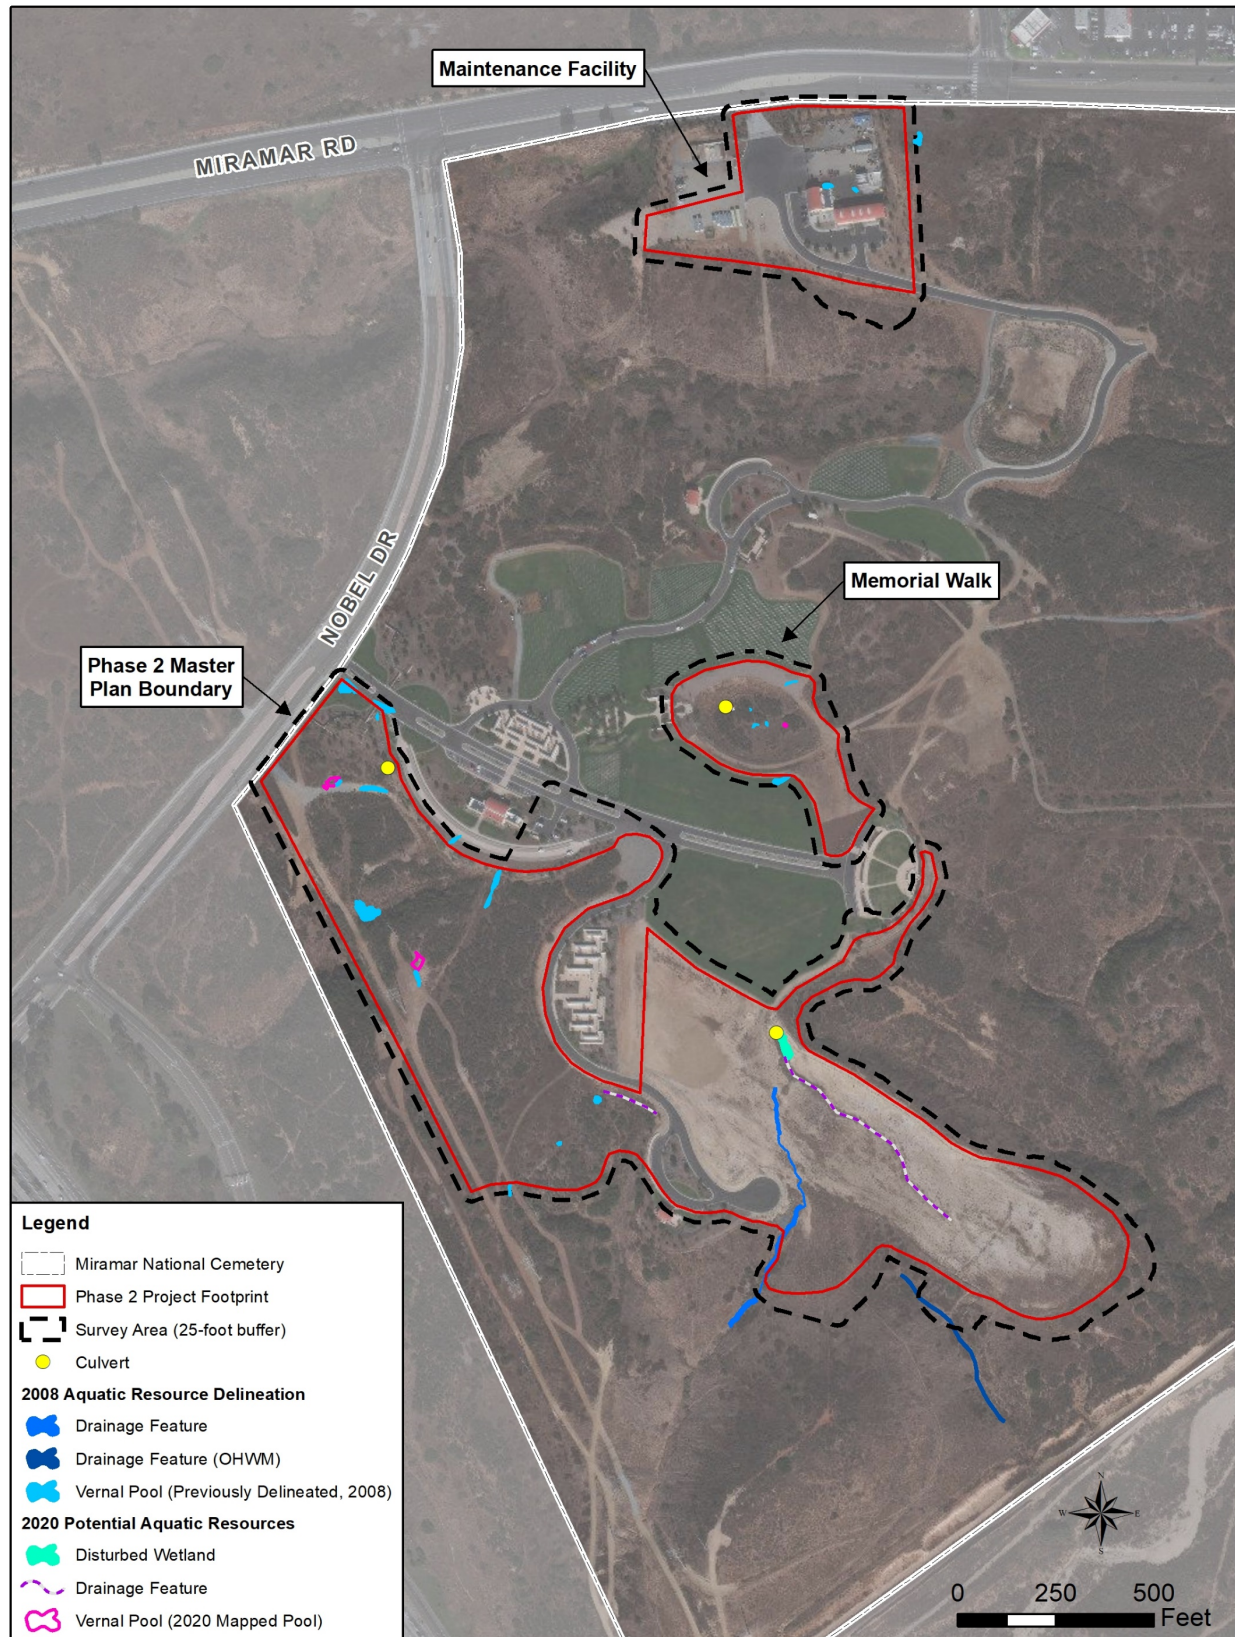 Maintenance Facility
MIRAMAR RD
Memorial Walk
NOBEL DR
Phase 2 Master
Plan Boundary
Legend
Miramar National Cemetery
Phase 2 Project Footprint
Survey Area (25-foot buffer)
Culvert
2008 Aquatic Resource Delineation
Drainage Feature
Drainage Feature (OHWM)
Vernal Pool (Previously Delineated, 2008)
2020 Potential Aquatic Resources
Disturbed Wetland
Drainage Feature
Vernal Pool (2020 Mapped Pool)
N
W E
S
0 250 500
Feet